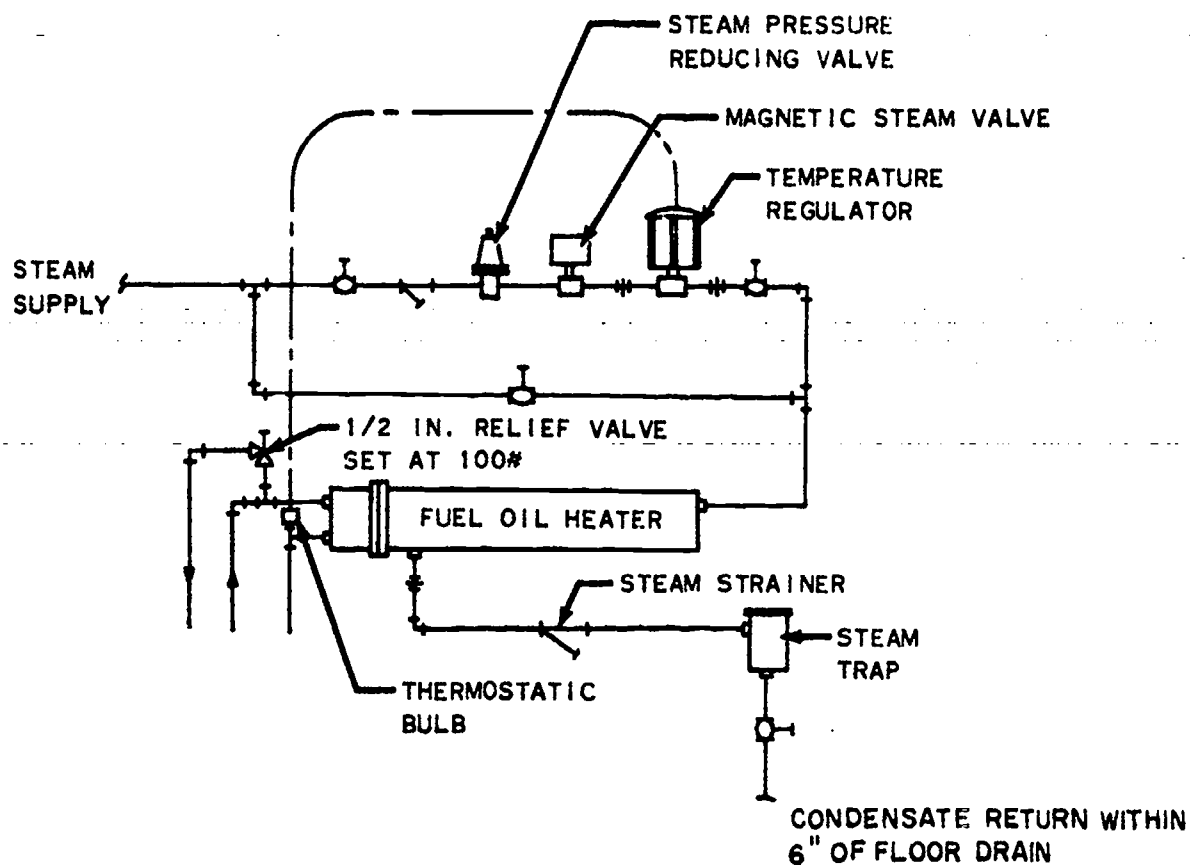 STEAM PRESSURE
REDUCING VALVE
MAGNETIC STEAM VALVE
TEMPERATURE
REGULATOR
STEAM
SUPPLY
1/2 IN. RELIEF VALVE
SET AT 100#
FUEL OIL HEATER
STEAM STRAINER
STEAM
TRAP
THERMOSTATIC
BULB
CONDENSATE RETURN WITHIN
6" OF FLOOR DRAIN